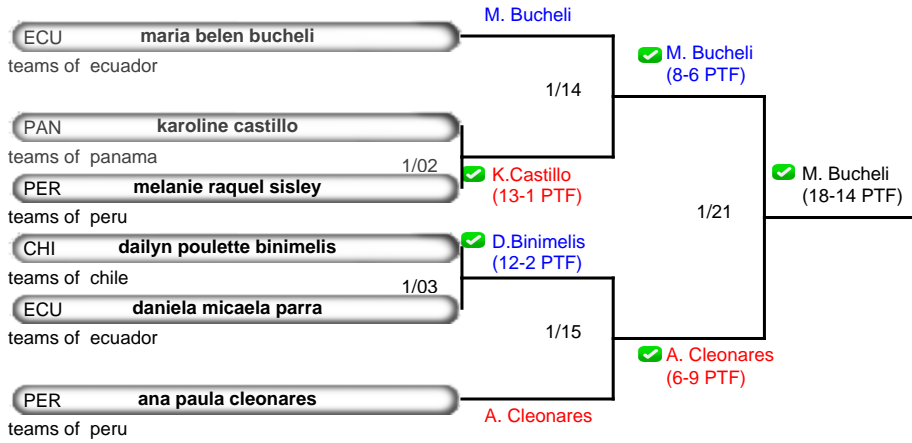 M. Bucheli
ECU maria belen bucheli
teams of ecuador
M. Bucheli
(8-6 PTF)
1/14
PAN karoline castillo
teams of panama
1/02
K.Castillo
(13-1 PTF)
PER melanie raquel sisley
teams of peru
M. Bucheli
(18-14 PTF)
1/21
CHI dailyn poulette binimelis
teams of chile
D.Binimelis
(12-2 PTF)
1/03
ECU daniela micaela parra
teams of ecuador
1/15
A. Cleonares
(6-9 PTF)
PER ana paula cleonares
teams of peru
A. Cleonares